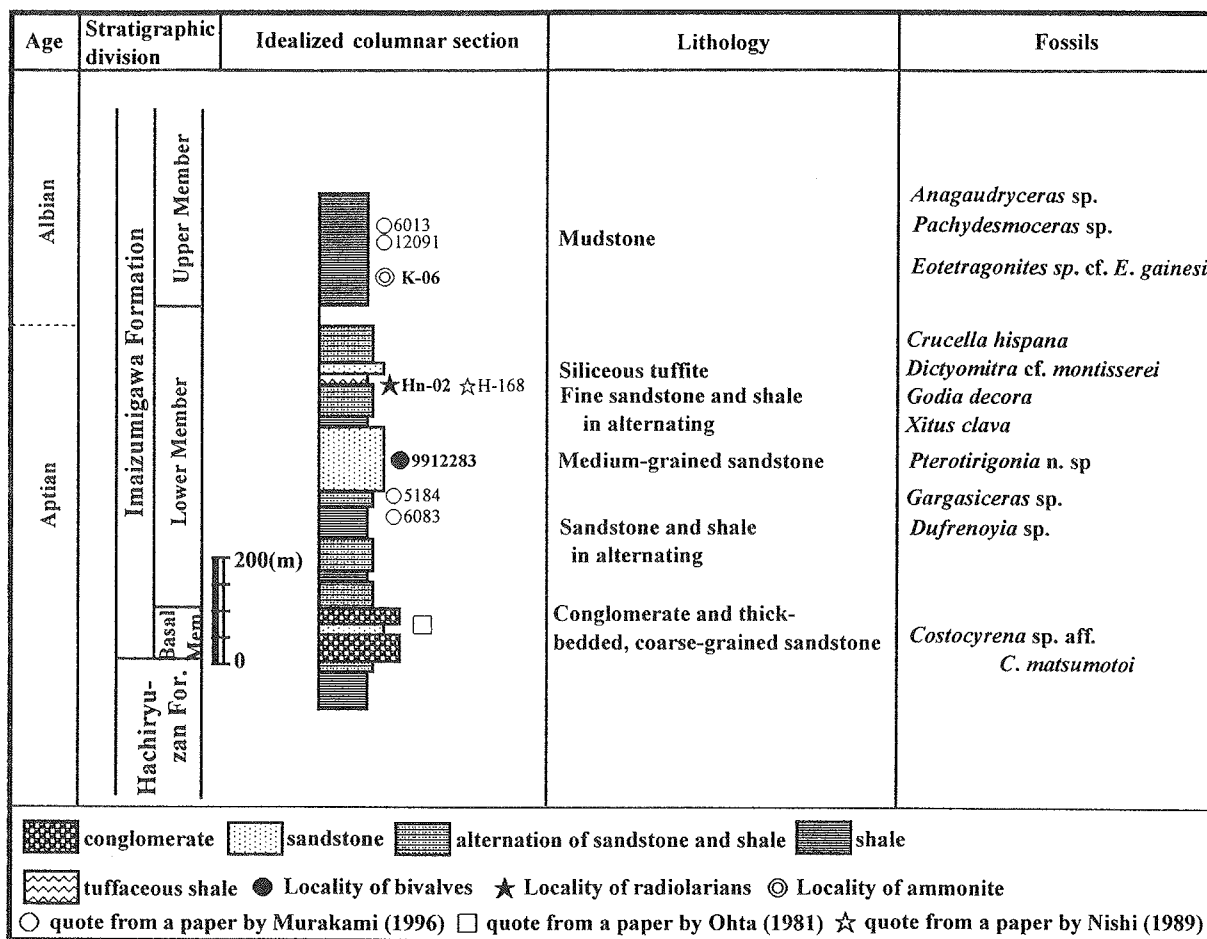 Age
Stratigraphic
division
Idealized columnar section
Lithology
Fossils
Albian
Aptian
Imaizumigawa Formation
Upper Member
Lower Member
Basal
Mem
Hachiryu-
zan For.
200(m)
0
6013
12091
K-06
Hn-02
H-168
9912283
5184
6083
Mudstone
Siliceous tuffite
Fine sandstone and shale
in alternating
Medium-grained sandstone
Sandstone and shale
in alternating
Conglomerate and thick-
bedded, coarse-grained sandstone
Anagaudryceras sp.
Pachydesmoceras sp.
Eotetragonites sp. cf. E. gainesi
Crucella hispana
Dictyomitra cf. montisserei
Godia decora
Xitus clava
Pterotirigonia n. sp
Gargasiceras sp.
Dufrenoyia sp.
Costocyrena sp. aff.
C. matsumotoi
conglomerate sandstone alternation of sandstone and shale shale
tuffaceous shale Locality of bivalves Locality of radiolarians Locality of ammonite
quote from a paper by Murakami (1996) quote from a paper by Ohta (1981) quote from a paper by Nishi (1989)